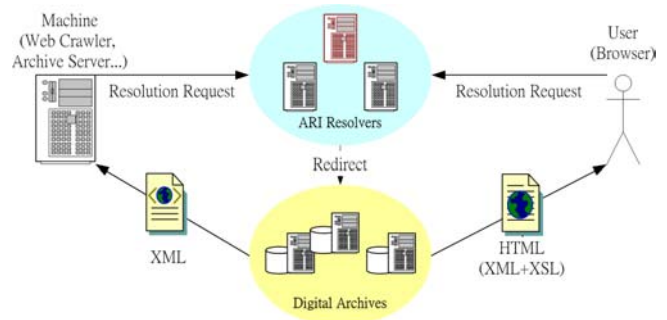 Machine
(Web Crawler,
Archive Server...)
User
(Browser)
Resolution Request
Resolution Request
ARI Resolvers
Redirect
XML
HTML
(XML+XSL)
Digital Archives